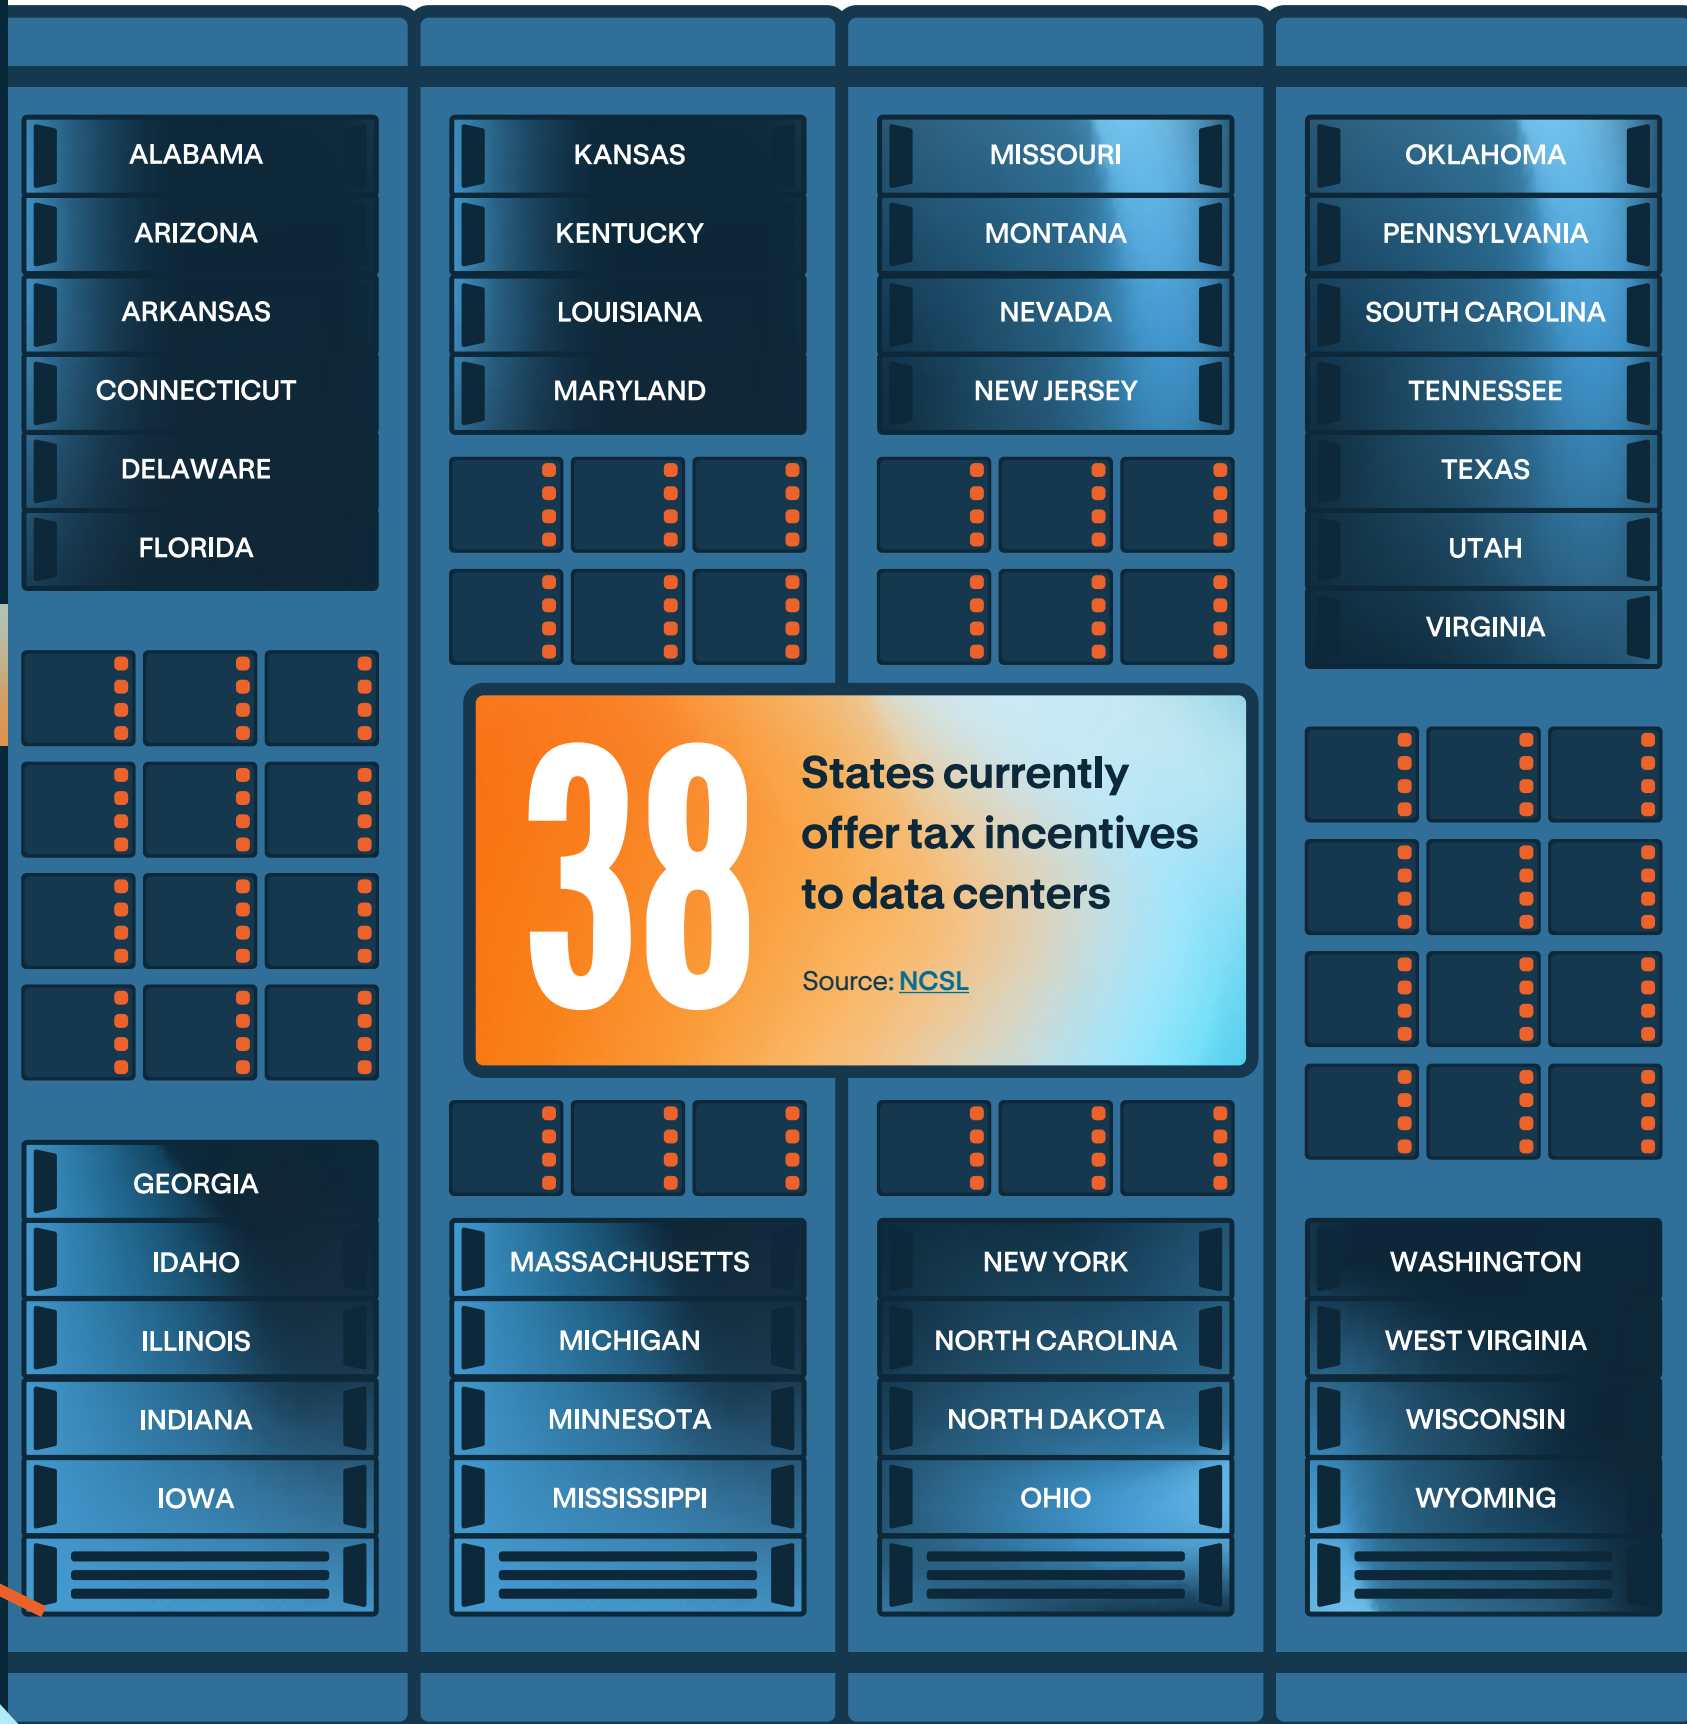 ALABAMA
ARIZONA
ARKANSAS
CONNECTICUT
DELAWARE
FLORIDA
GEORGIA
IDAHO
ILLINOIS
INDIANA
IOWA
KANSAS
KENTUCKY
LOUISIANA
MARYLAND
MASSACHUSETTS
MICHIGAN
MINNESOTA
MISSISSIPPI
MISSOURI
MONTANA
NEVADA
NEW JERSEY
NEW YORK
NORTH CAROLINA
NORTH DAKOTA
OHIO
OKLAHOMA
PENNSYLVANIA
SOUTH CAROLINA
TENNESSEE
TEXAS
UTAH
VIRGINIA
WASHINGTON
WEST VIRGINIA
WISCONSIN
WYOMING
38
States currently
offer tax incentives
to data centers
Source: NCSL